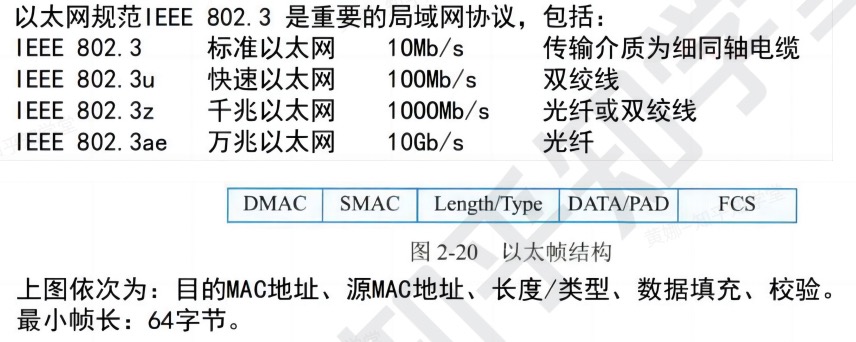 以太网规范IEEE 802.3 是重要的局域网协议，包括：
IEEE 802.3 标准以太网 10Mb/s 传输介质为细同轴电缆
IEEE 802.3u 快速以太网 100Mb/s 双绞线
IEEE 802.3z 千兆以太网 1000Mb/s 光纤或双绞线
IEEE 802.3ae 万兆以太网 10Gb/s 光纤
DMAC SMAC Length/Type DATA/PAD FCS
图 2-20 以太帧结构
上图依次为：目的MAC地址、源MAC地址、长度/类型、数据填充、校验。
最小帧长：64字节。